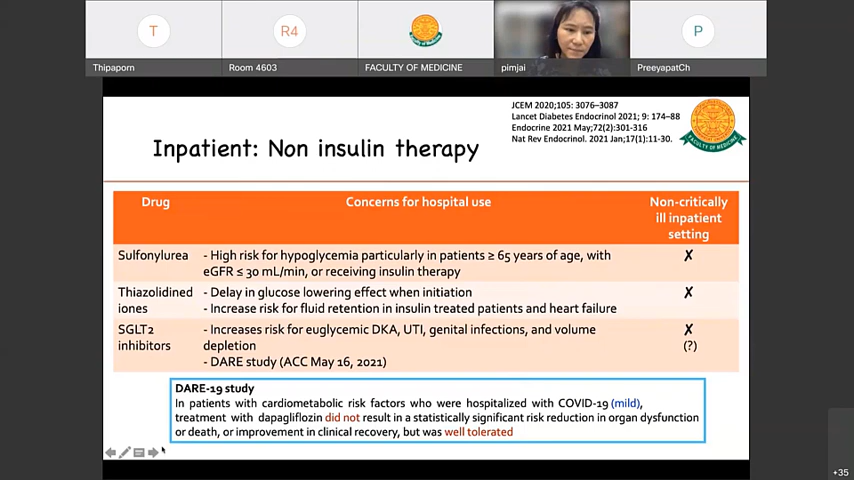 T
R4
P
Thipaporn
Room 4603
FACULTY OF MEDICINE
pimjai
PreeyapatCh
JCEM 2020;105: 3076–3087
Lancet Diabetes Endocrinol 2021; 9: 174–88
Endocrine 2021 May;72(2):301-316
Nat Rev Endocrinol. 2021 Jan;17(1):11-30.
FACULTY OF MEDICINE
Inpatient: Non insulin therapy
Drug
Concerns for hospital use
Non-critically
ill inpatient
setting
Sulfonylurea
- High risk for hypoglycemia particularly in patients ≥ 65 years of age, with
eGFR ≤ 30 mL/min, or receiving insulin therapy
✗
Thiazolidined
iones
- Delay in glucose lowering effect when initiation
- Increase risk for fluid retention in insulin treated patients and heart failure
✗
SGLT2
inhibitors
- Increases risk for euglycemic DKA, UTI, genital infections, and volume
depletion
- DARE study (ACC May 16, 2021)
✗
(?)
DARE-19 study
In patients with cardiometabolic risk factors who were hospitalized with COVID-19 (mild),
treatment with dapagliflozin did not result in a statistically significant risk reduction in organ dysfunction
or death, or improvement in clinical recovery, but was well tolerated
+35